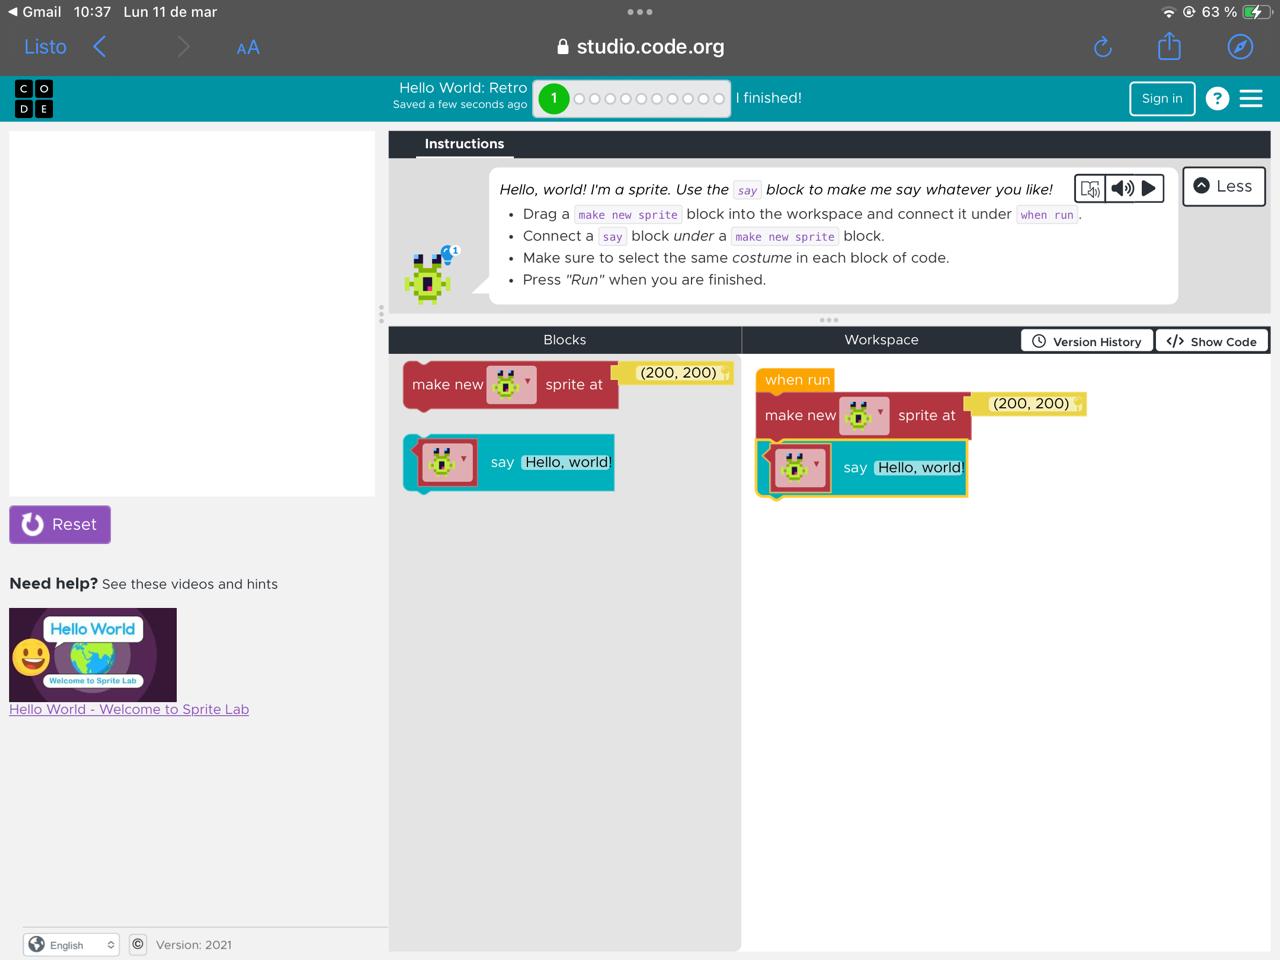 Gmail 10:37 Lun 11 de mar
63 %
Listo
AA
studio.code.org
C O
D E
Hello World: Retro
Saved a few seconds ago
1
I finished!
Sign in
?
Instructions
Hello, world! I'm a sprite. Use the say block to make me say whatever you like!
• Drag a make new sprite block into the workspace and connect it under when run.
• Connect a say block under a make new sprite block.
• Make sure to select the same costume in each block of code.
• Press "Run" when you are finished.
Less
1
Blocks
Workspace
Version History
</> Show Code
make new sprite at (200, 200)
say Hello, world!
when run
make new sprite at (200, 200)
say Hello, world!
Reset
Need help? See these videos and hints
Hello World
Welcome to Sprite Lab
Hello World - Welcome to Sprite Lab
English
© Version: 2021